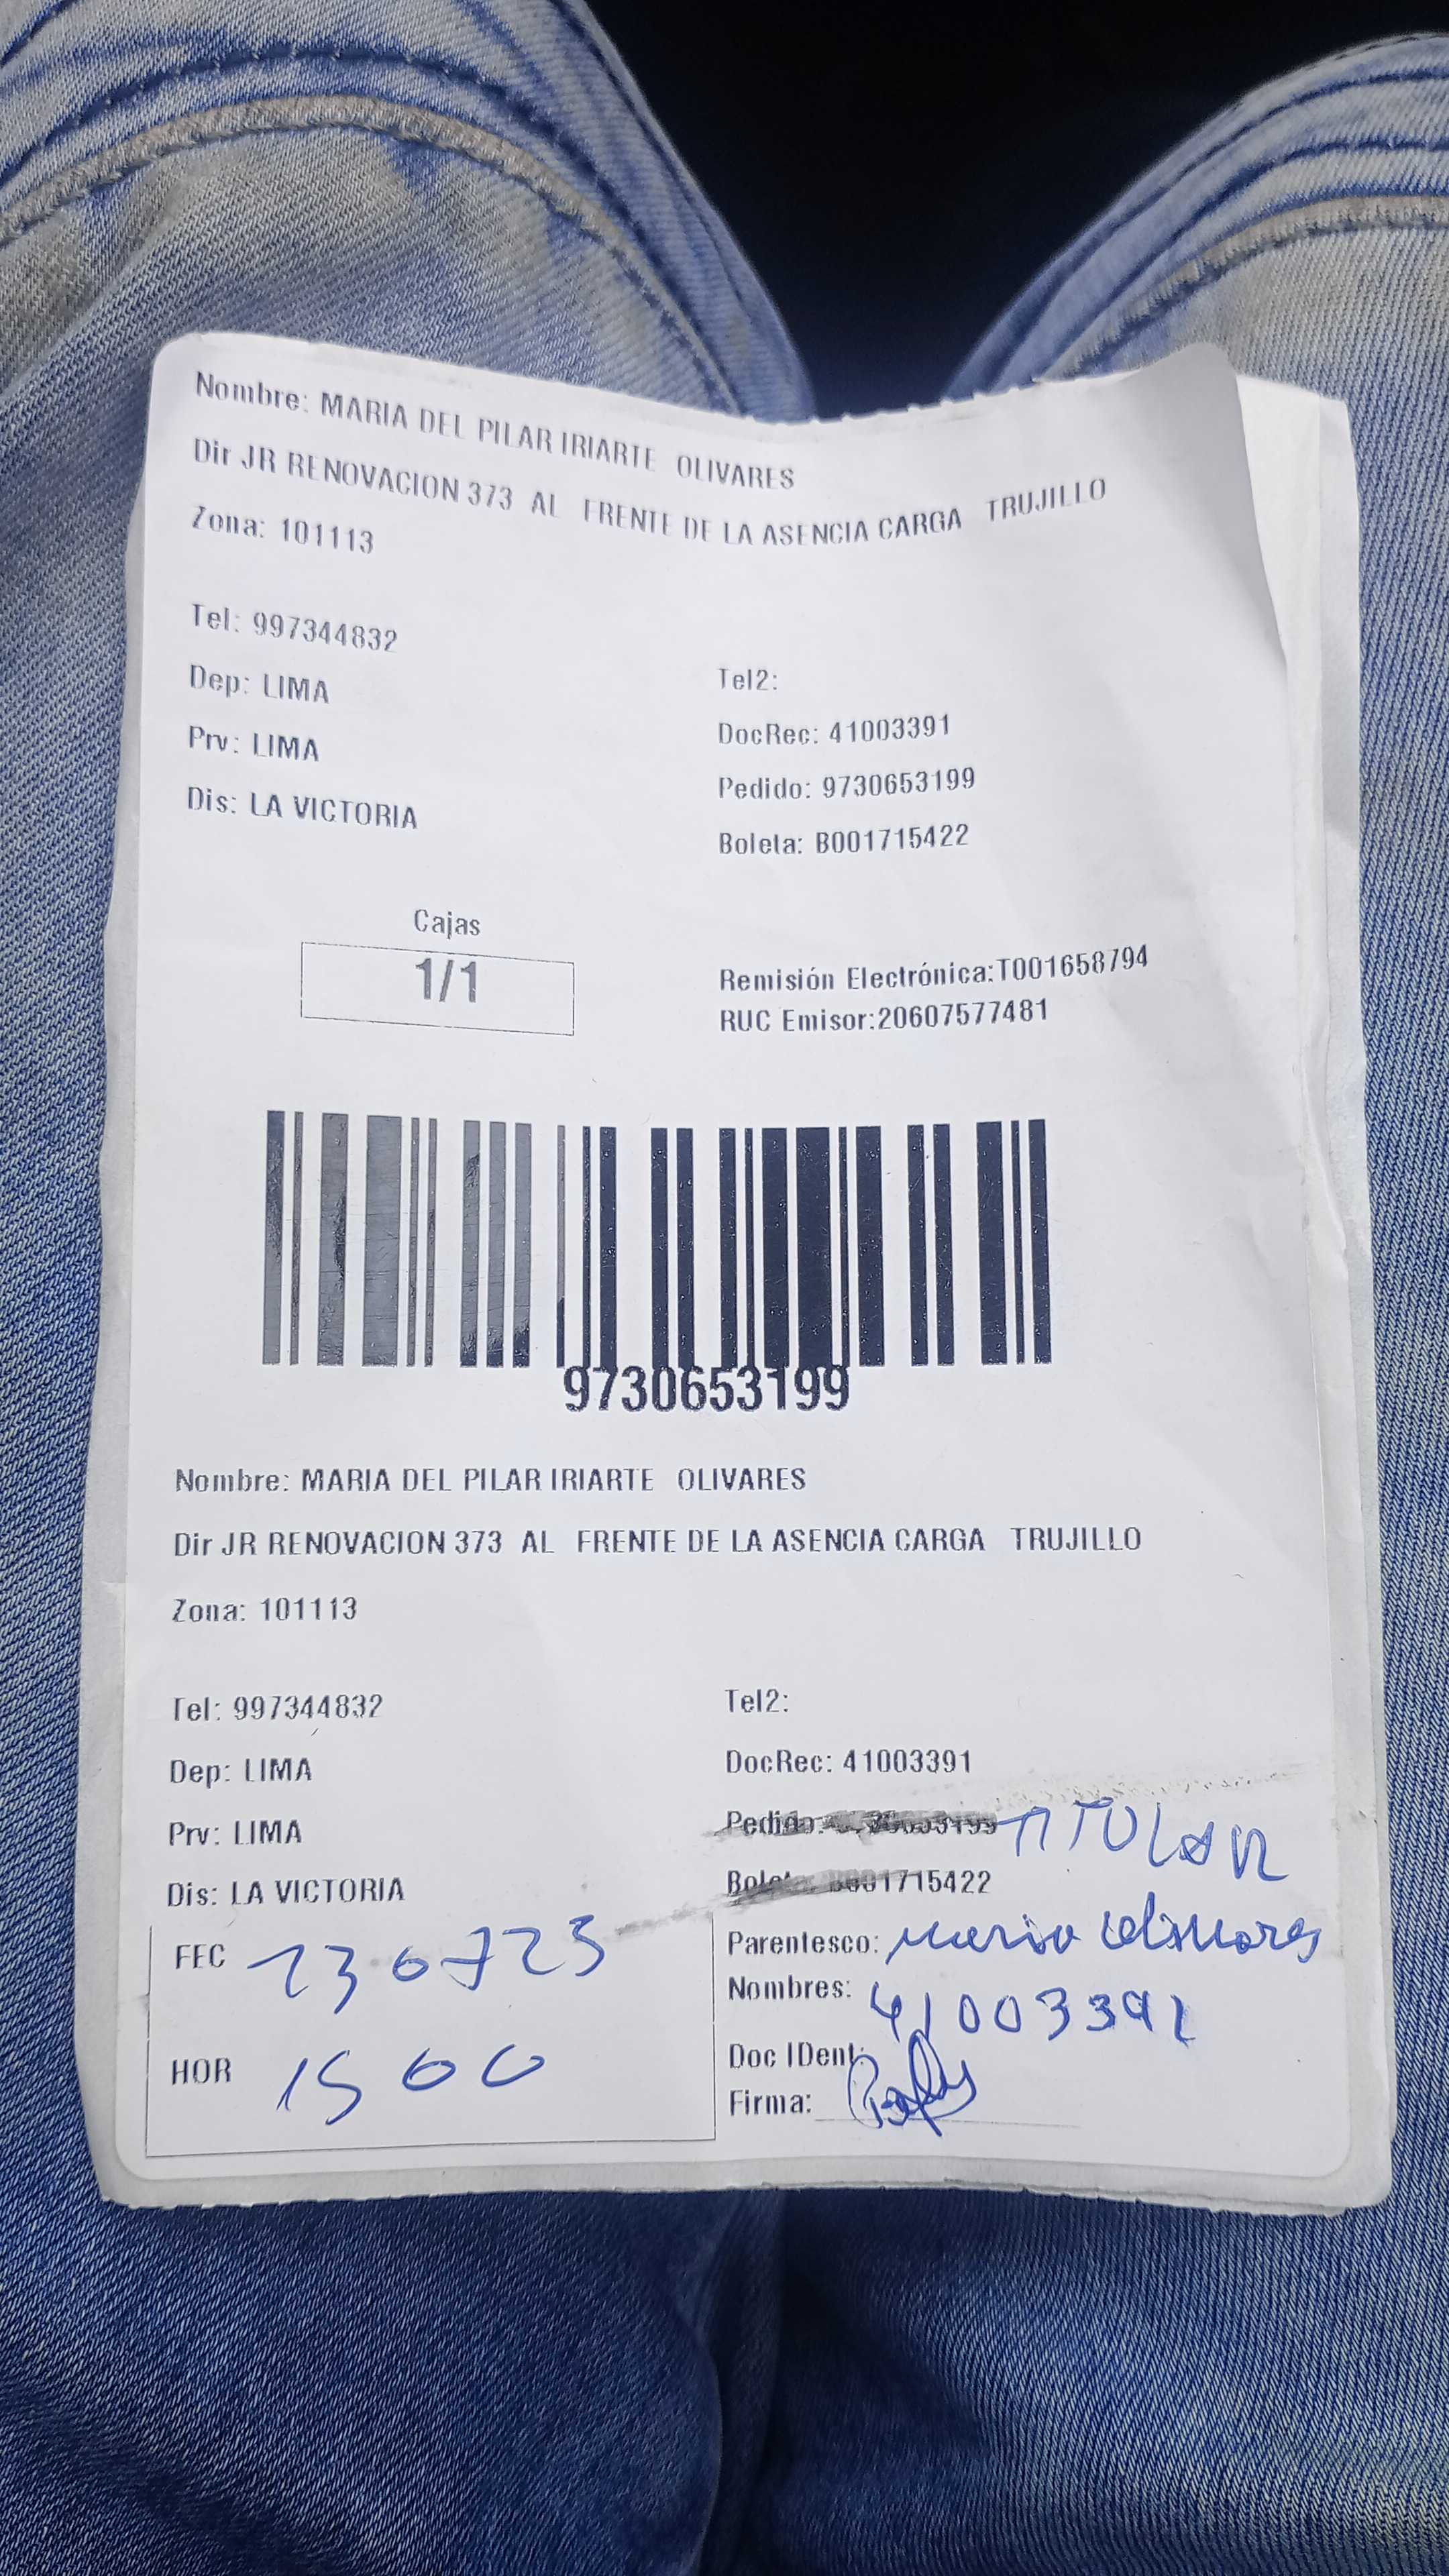 Nombre: MARIA DEL PILAR IRIARTE OLIVARES
Dir JR RENOVACION 373 AL FRENTE DE LA ASENCIA CARGA TRUJILLO
Zona: 101113
Tel: 997344832
Tel2:
Dep: LIMA
DocRec: 41003391
Prv: LIMA
Pedido: 9730653199
Dis: LA VICTORIA
Boleta: B001715422
Cajas
1/1
Remisión Electrónica:T001658794
RUC Emisor:20607577481
9730653199
Nombre: MARIA DEL PILAR IRIARTE OLIVARES
Dir JR RENOVACION 373 AL FRENTE DE LA ASENCIA CARGA TRUJILLO
Zona: 101113
Tel: 997344832
Tel2:
Dep: LIMA
DocRec: 41003391
Prv: LIMA
Pedido: TITULAR
Dis: LA VICTORIA
Boleta: B001715422
FEC 230723
Parentesco: Maria Olivares
Nombres: 41003391
HOR 1500
Doc IDent:
Firma: